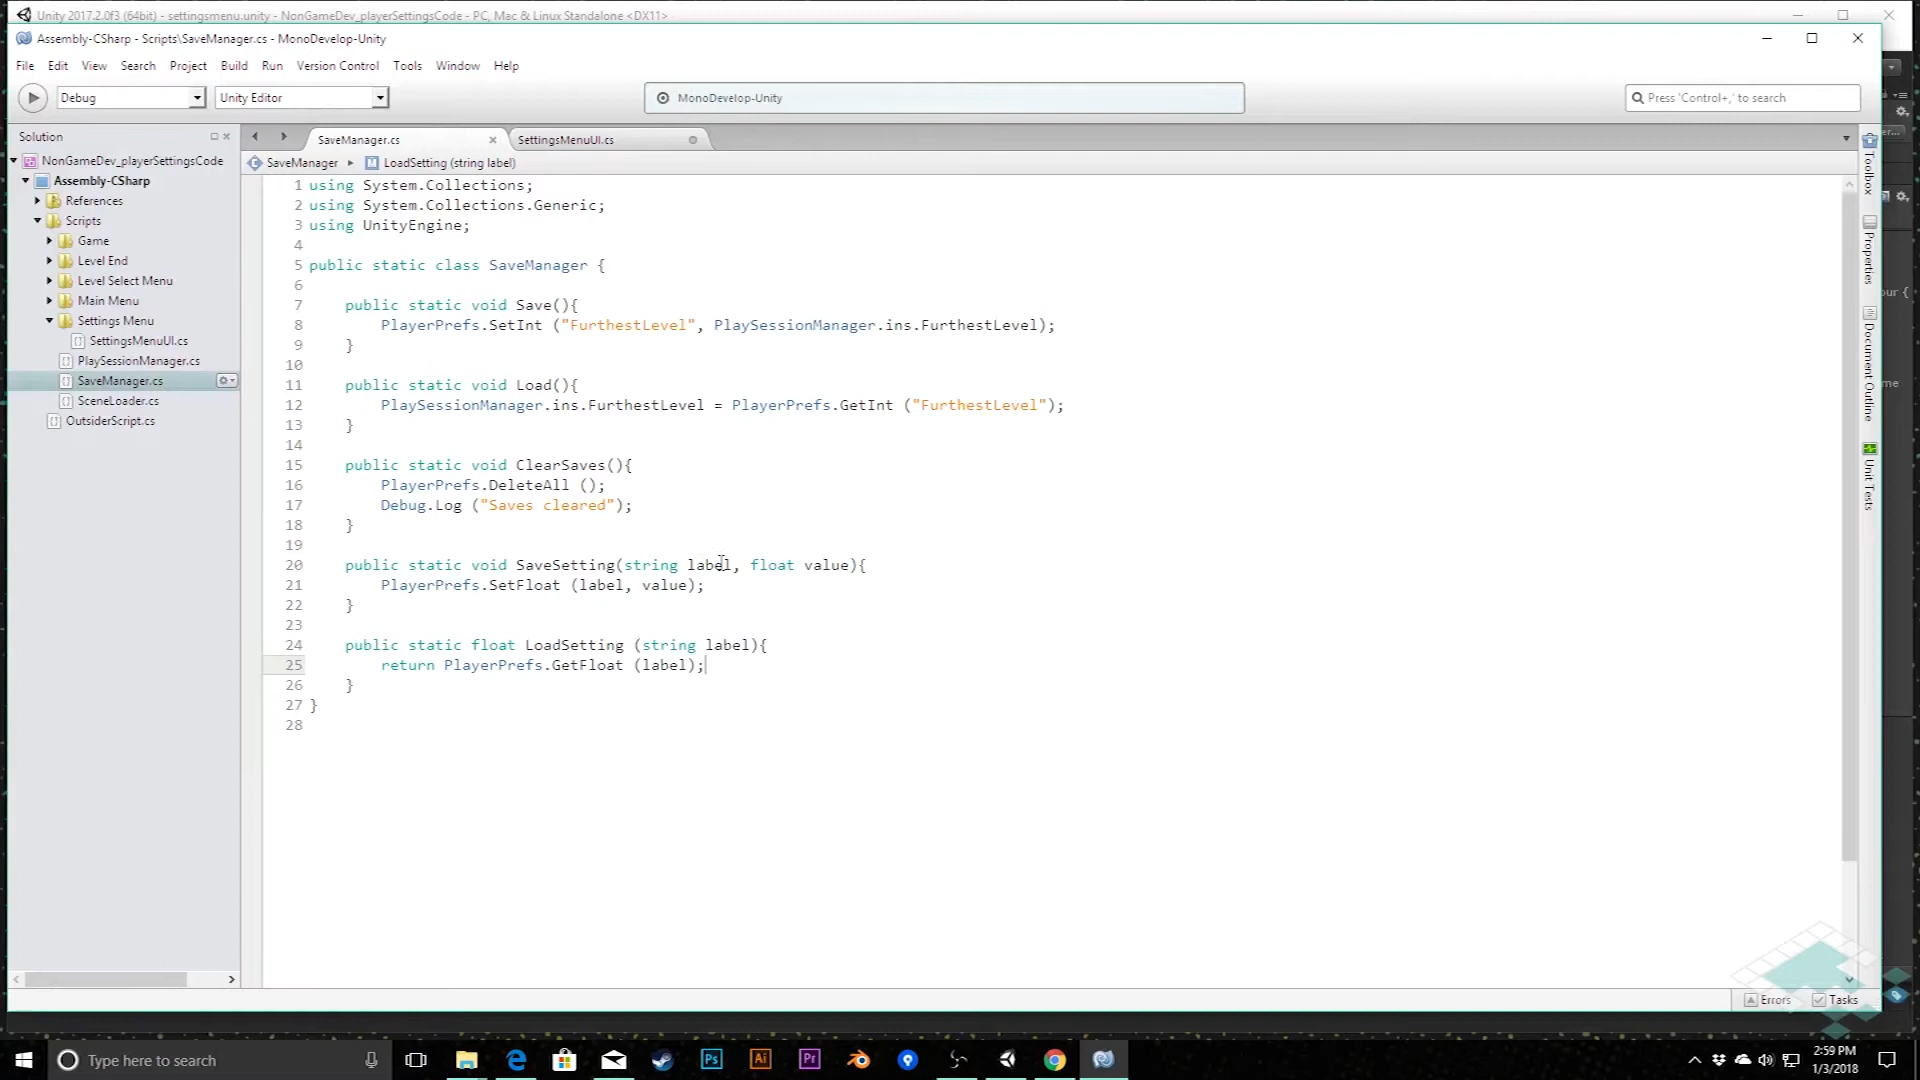 Unity 2017.2.0f3 (64bit) - settingsmenu.unity - NonGameDev_playerSettingsCode - PC, Mac & Linux Standalone <DX11>
Assembly-CSharp - Scripts\SaveManager.cs - MonoDevelop-Unity
File Edit View Search Project Build Run Version Control Tools Window Help
Debug Unity Editor MonoDevelop-Unity Press 'Control+,' to search
Solution
NonGameDev_playerSettingsCode
Assembly-CSharp
References
Scripts
Game
Level End
Level Select Menu
Main Menu
Settings Menu
SettingsMenuUI.cs
PlaySessionManager.cs
SaveManager.cs
SceneLoader.cs
OutsiderScript.cs
SaveManager.cs SettingsMenuUI.cs
SaveManager LoadSetting (string label)
1 using System.Collections;
2 using System.Collections.Generic;
3 using UnityEngine;
4
5 public static class SaveManager {
6
7 public static void Save(){
8 PlayerPrefs.SetInt ("FurthestLevel", PlaySessionManager.ins.FurthestLevel);
9 }
10
11 public static void Load(){
12 PlaySessionManager.ins.FurthestLevel = PlayerPrefs.GetInt ("FurthestLevel");
13 }
14
15 public static void ClearSaves(){
16 PlayerPrefs.DeleteAll ();
17 Debug.Log ("Saves cleared");
18 }
19
20 public static void SaveSetting(string label, float value){
21 PlayerPrefs.SetFloat (label, value);
22 }
23
24 public static float LoadSetting (string label){
25 return PlayerPrefs.GetFloat (label);
26 }
27 }
28
Toolbox
Properties
Document Outline
Unit Tests
Errors Tasks
Type here to search
2:59 PM
1/3/2018